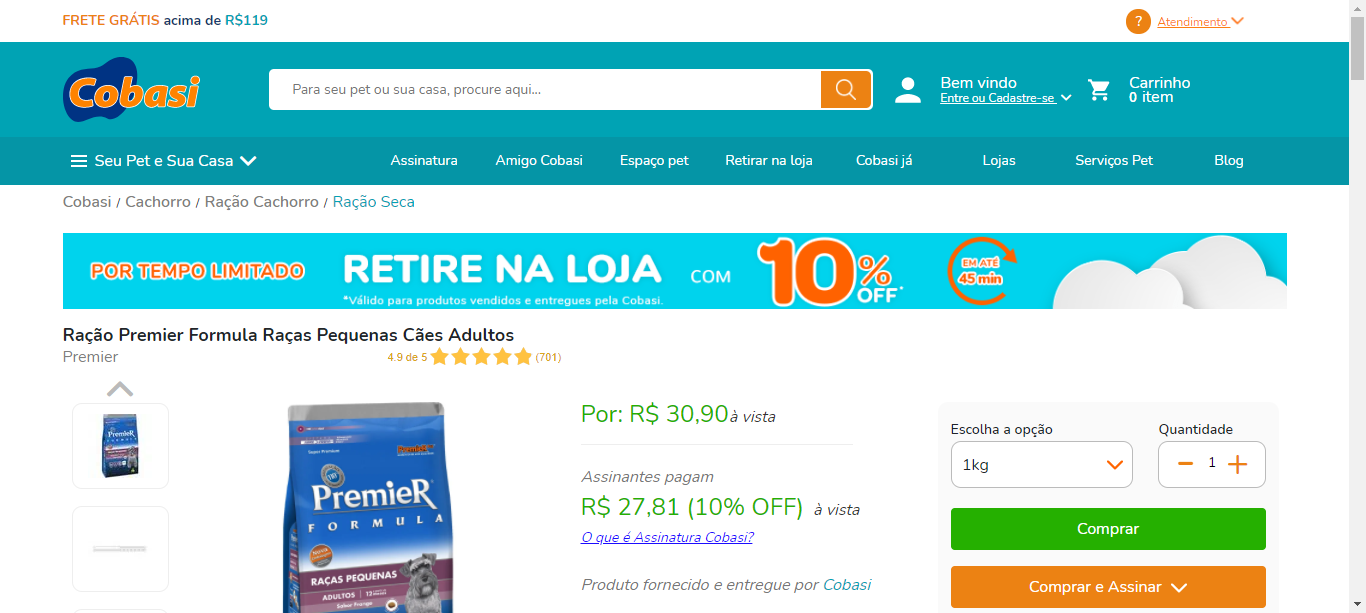 FRETE GRÁTIS acima de R$119
? Atendimento
Cobasi
Para seu pet ou sua casa, procure aqui...
Bem vindo
Entre ou Cadastre-se
Carrinho
0 item
Seu Pet e Sua Casa
Assinatura
Amigo Cobasi
Espaço pet
Retirar na loja
Cobasi já
Lojas
Serviços Pet
Blog
Cobasi / Cachorro / Ração Cachorro / Ração Seca
POR TEMPO LIMITADO
RETIRE NA LOJA
*Válido para produtos vendidos e entregues pela Cobasi.
COM
10% OFF*
EM ATÉ
45 min
Ração Premier Formula Raças Pequenas Cães Adultos
Premier
4.9 de 5
(701)
PremieR
FORMULA
RAÇAS PEQUENAS
ADULTOS
Sabor Frango
Por: R$ 30,90 à vista
Assinantes pagam
R$ 27,81 (10% OFF) à vista
O que é Assinatura Cobasi?
Produto fornecido e entregue por Cobasi
Escolha a opção
1kg
Quantidade
− 1 +
Comprar
Comprar e Assinar